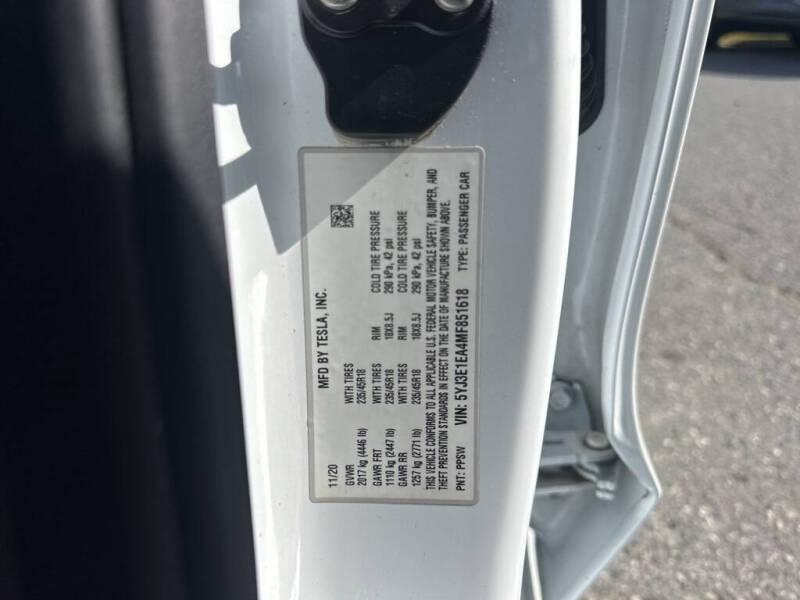 MFD BY TESLA, INC.
11/20
GVWR WITH TIRES RIM COLD TIRE PRESSURE
2017 kg (4446 lb) 235/45R18 18X8.5J 290 kPa, 42 psi
GAWR FRT WITH TIRES RIM COLD TIRE PRESSURE
1110 kg (2447 lb) 235/45R18 18X8.5J 290 kPa, 42 psi
GAWR RR
1257 kg (2771 lb)
THIS VEHICLE CONFORMS TO ALL APPLICABLE U.S. FEDERAL MOTOR VEHICLE SAFETY, BUMPER, AND
THEFT PREVENTION STANDARDS IN EFFECT ON THE DATE OF MANUFACTURE SHOWN ABOVE.
PNT: PPSW VIN: 5YJ3E1EA4MF851618 TYPE: PASSENGER CAR